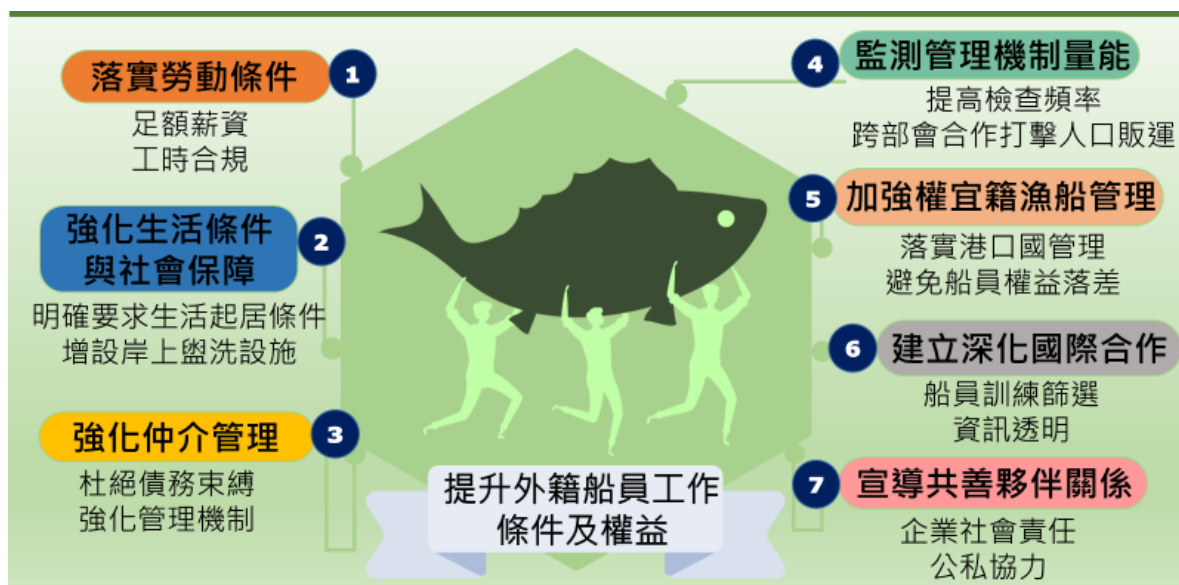 落實勞動條件
1
足額薪資
工時合規
強化生活條件
與社會保障
2
明確要求生活起居條件
增設岸上盥洗設施
強化仲介管理
3
杜絕債務束縛
強化管理機制
4
監測管理機制量能
提高檢查頻率
跨部會合作打擊人口販運
5
加強權宜籍漁船管理
落實港口國管理
避免船員權益落差
6
建立深化國際合作
船員訓練篩選
資訊透明
7
宣導共善夥伴關係
企業社會責任
公私協力
提升外籍船員工作
條件及權益